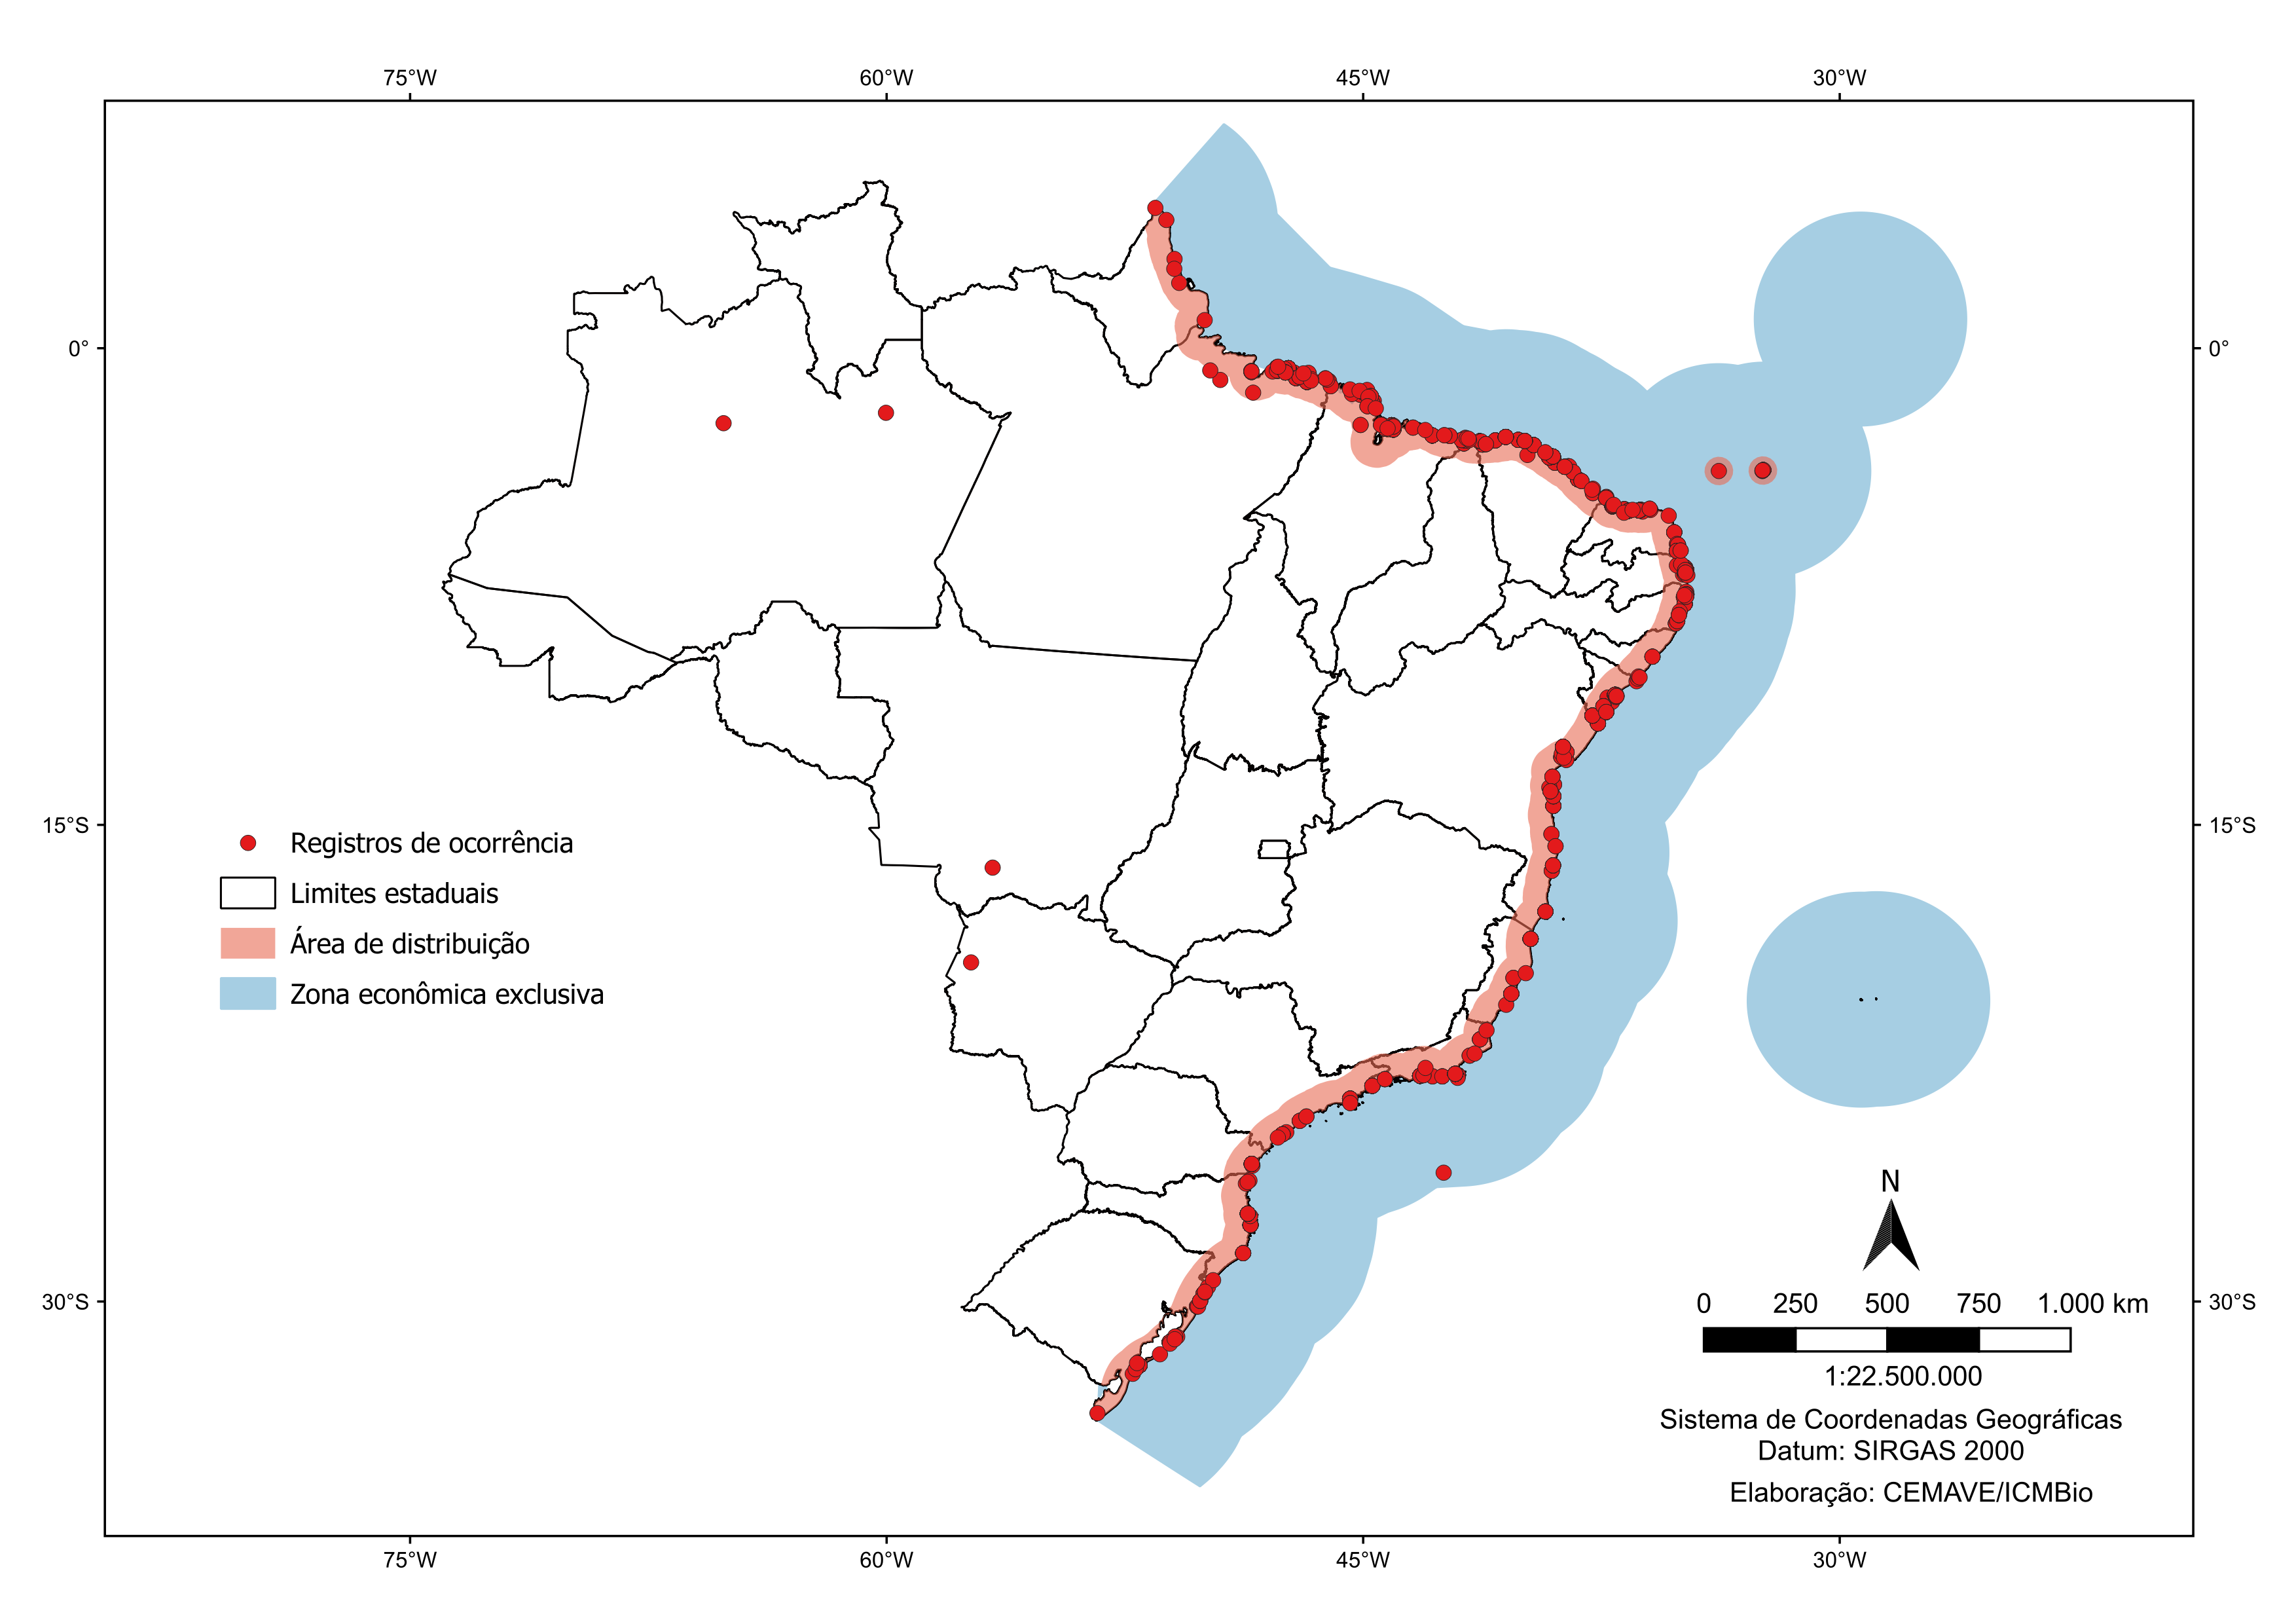 75°W 60°W 45°W 30°W
0° 0°
15°S 15°S
Registros de ocorrência
Limites estaduais
Área de distribuição
Zona econômica exclusiva
N
30°S 30°S
0 250 500 750 1.000 km
1:22.500.000
Sistema de Coordenadas Geográficas
Datum: SIRGAS 2000
Elaboração: CEMAVE/ICMBio
75°W 60°W 45°W 30°W